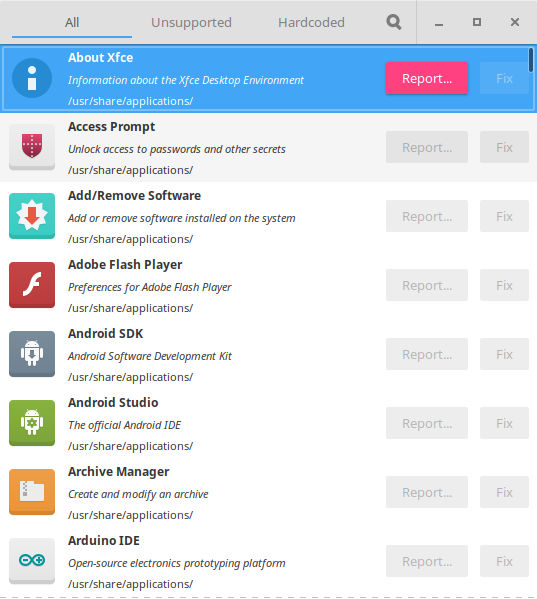 All Unsupported Hardcoded
About Xfce
Information about the Xfce Desktop Environment
/usr/share/applications/
Report... Fix
Access Prompt
Unlock access to passwords and other secrets
/usr/share/applications/
Report... Fix
Add/Remove Software
Add or remove software installed on the system
/usr/share/applications/
Report... Fix
Adobe Flash Player
Preferences for Adobe Flash Player
/usr/share/applications/
Report... Fix
Android SDK
Android Software Development Kit
/usr/share/applications/
Report... Fix
Android Studio
The official Android IDE
/usr/share/applications/
Report... Fix
Archive Manager
Create and modify an archive
/usr/share/applications/
Report... Fix
Arduino IDE
Open-source electronics prototyping platform
/usr/share/applications/
Report... Fix